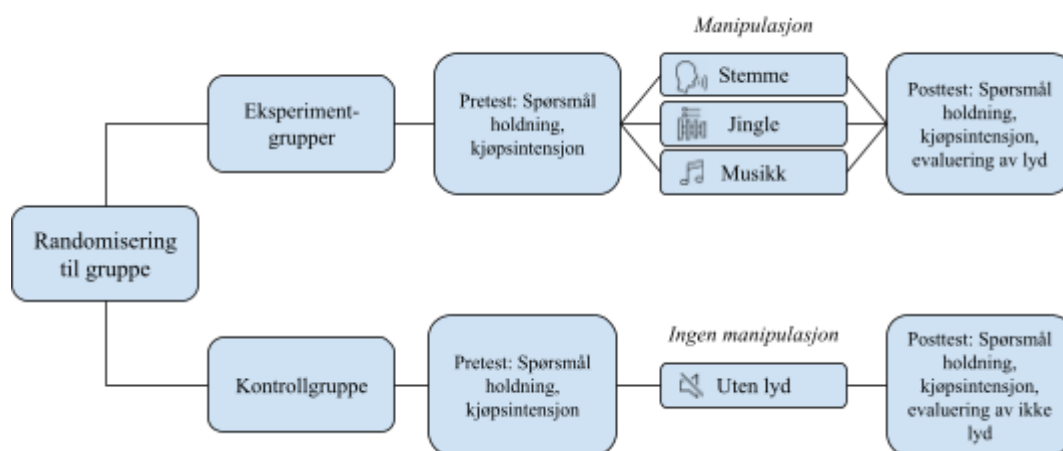 Manipulasjon
Randomisering
til gruppe
Eksperiment-
grupper
Pretest: Spørsmål
holdning,
kjøpsintensjon
Stemme
Jingle
Musikk
Posttest: Spørsmål
holdning,
kjøpsintensjon,
evaluering av lyd
Kontrollgruppe
Pretest: Spørsmål
holdning,
kjøpsintensjon
Ingen manipulasjon
Uten lyd
Posttest: Spørsmål
holdning,
kjøpsintensjon,
evaluering av ikke
lyd